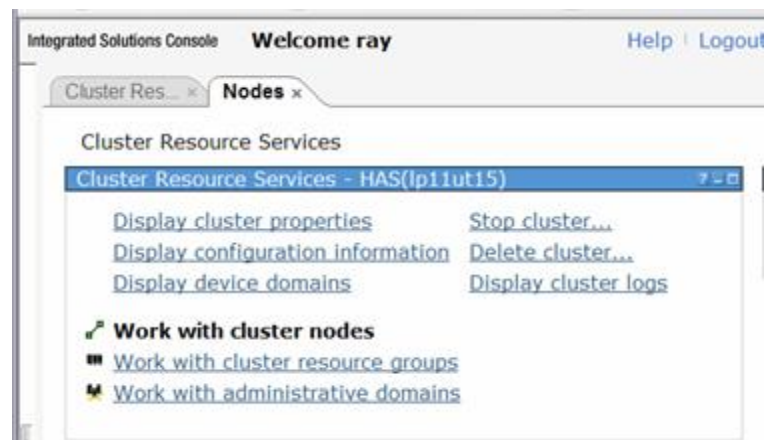 Integrated Solutions Console Welcome ray Help Logout
Cluster Res... × Nodes ×
Cluster Resource Services
Cluster Resource Services - HAS(lp11ut15) ? –
Display cluster properties Stop cluster...
Display configuration information Delete cluster...
Display device domains Display cluster logs
Work with cluster nodes
Work with cluster resource groups
Work with administrative domains